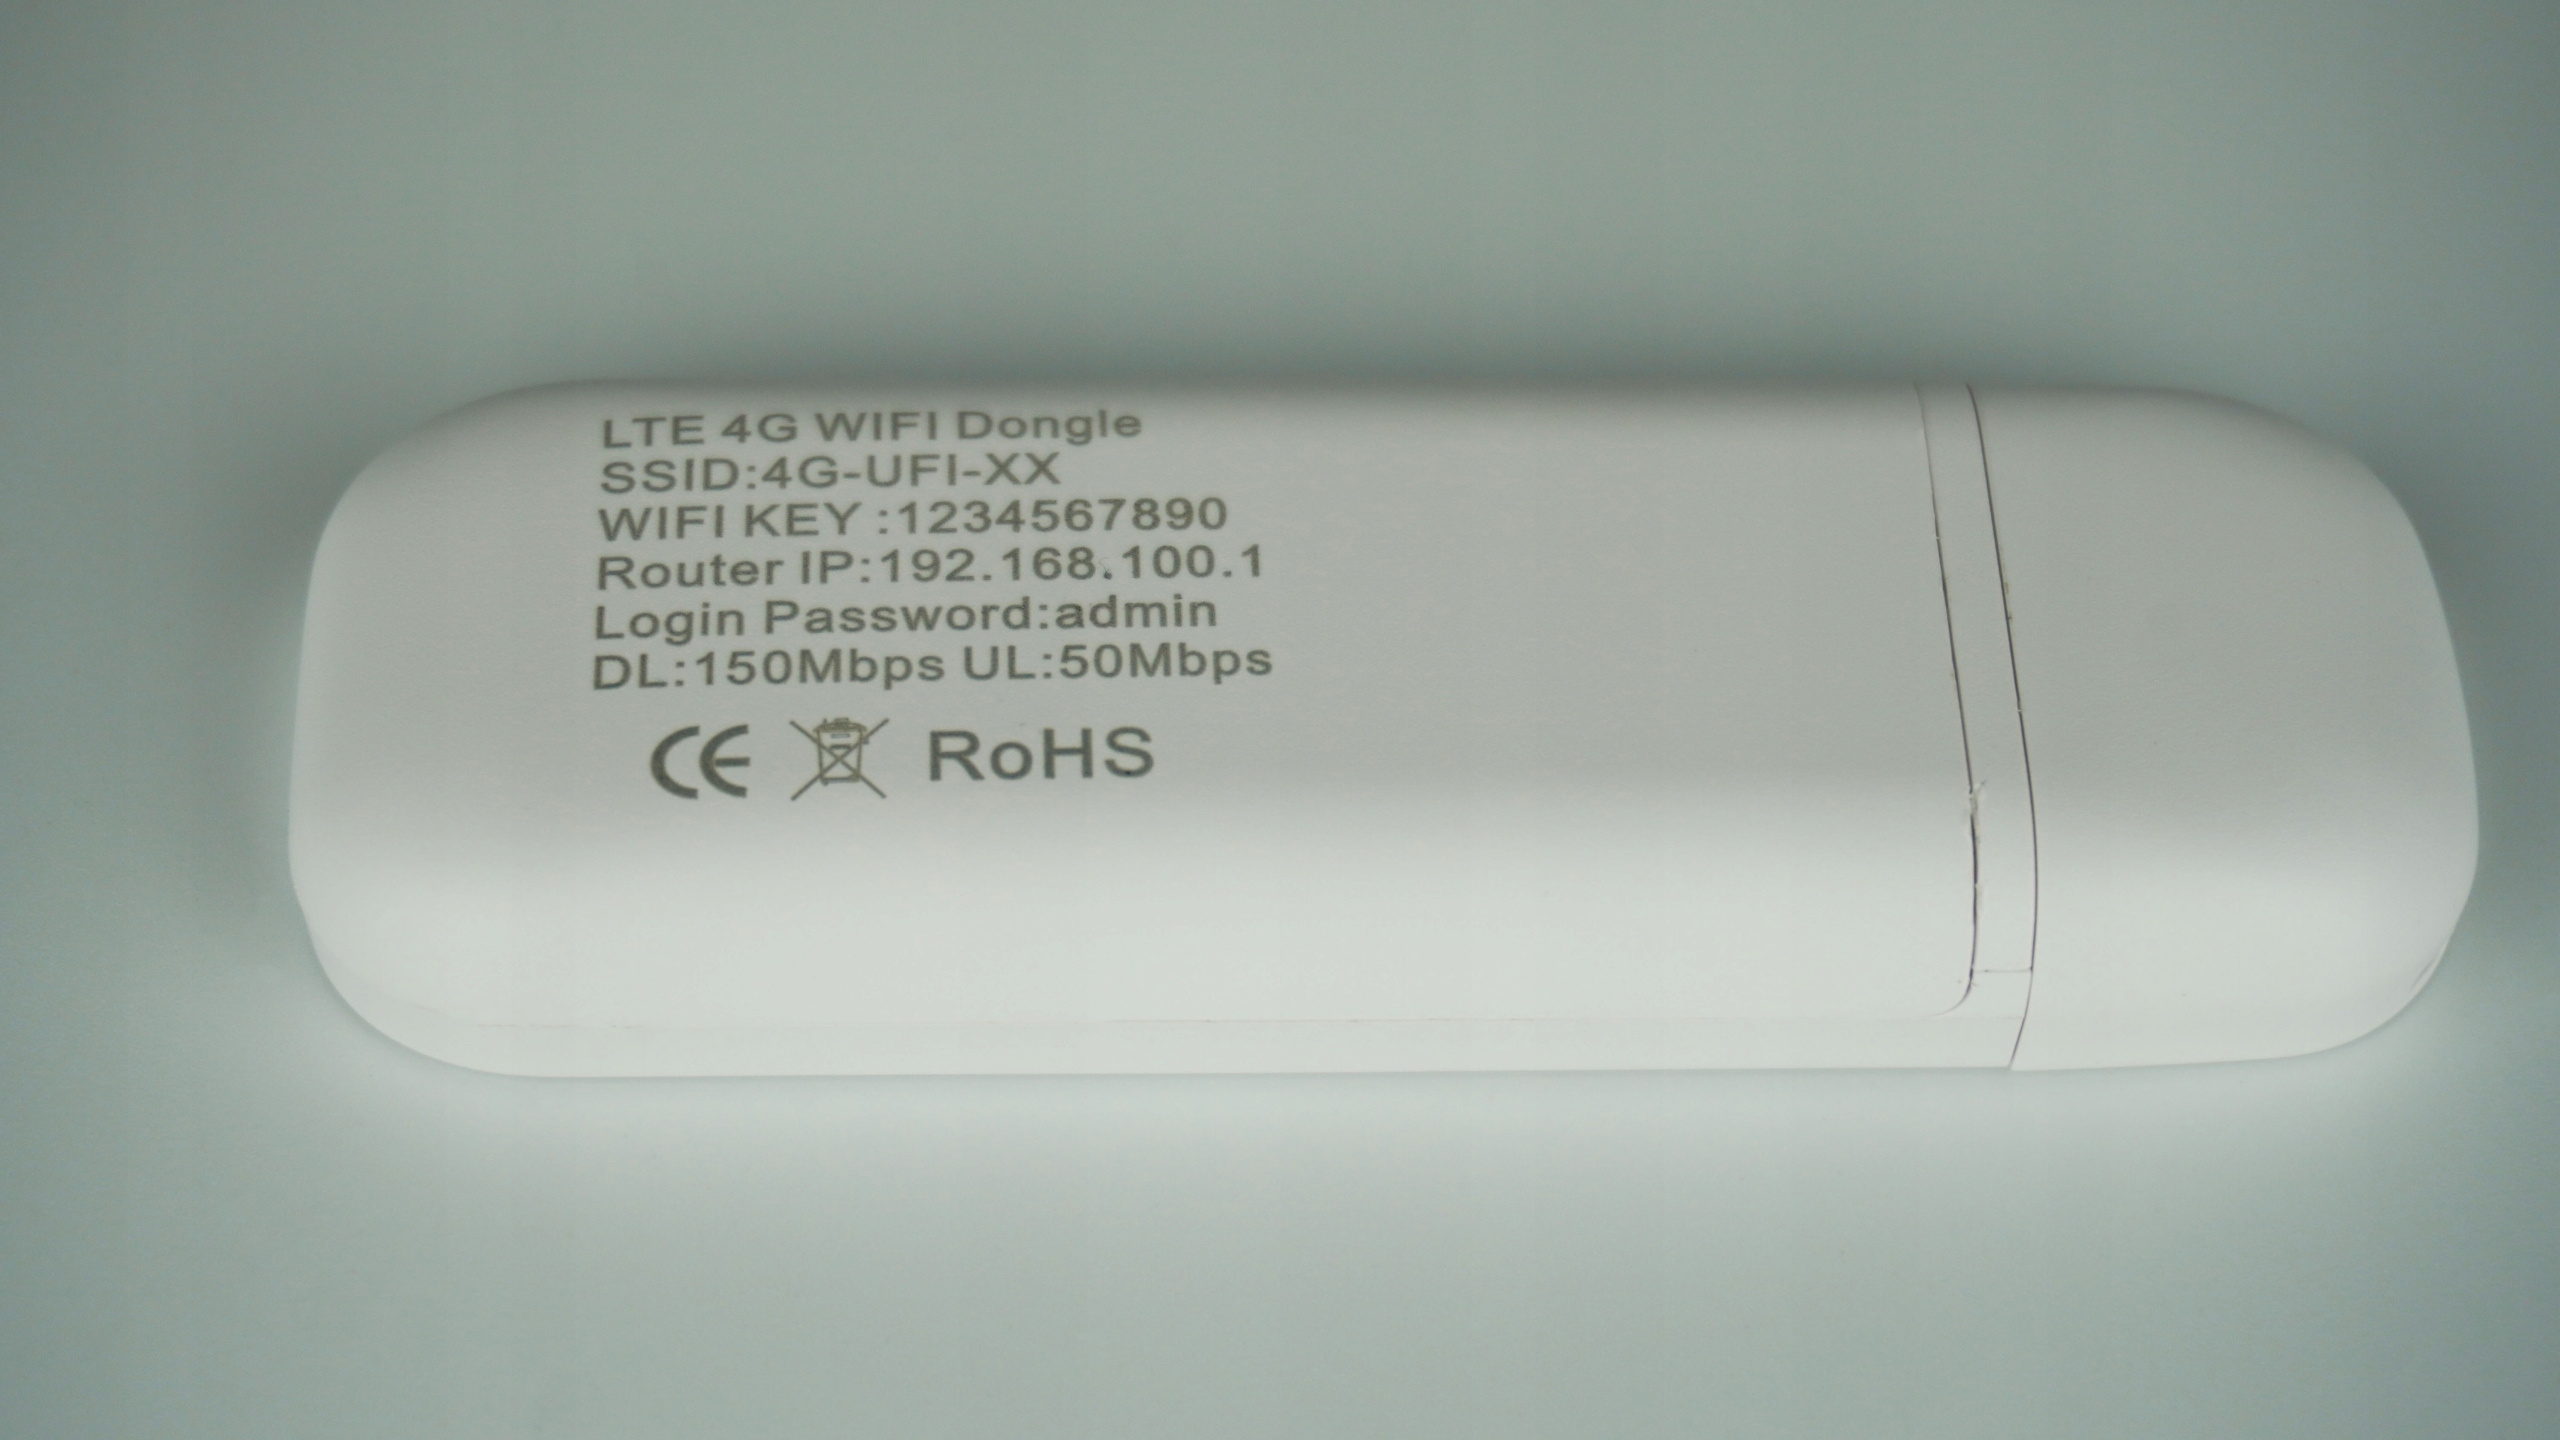 LTE 4G WIFI Dongle
SSID:4G-UFI-XX
WIFI KEY :1234567890
Router IP:192.168.100.1
Login Password:admin
DL:150Mbps UL:50Mbps
CE RoHS